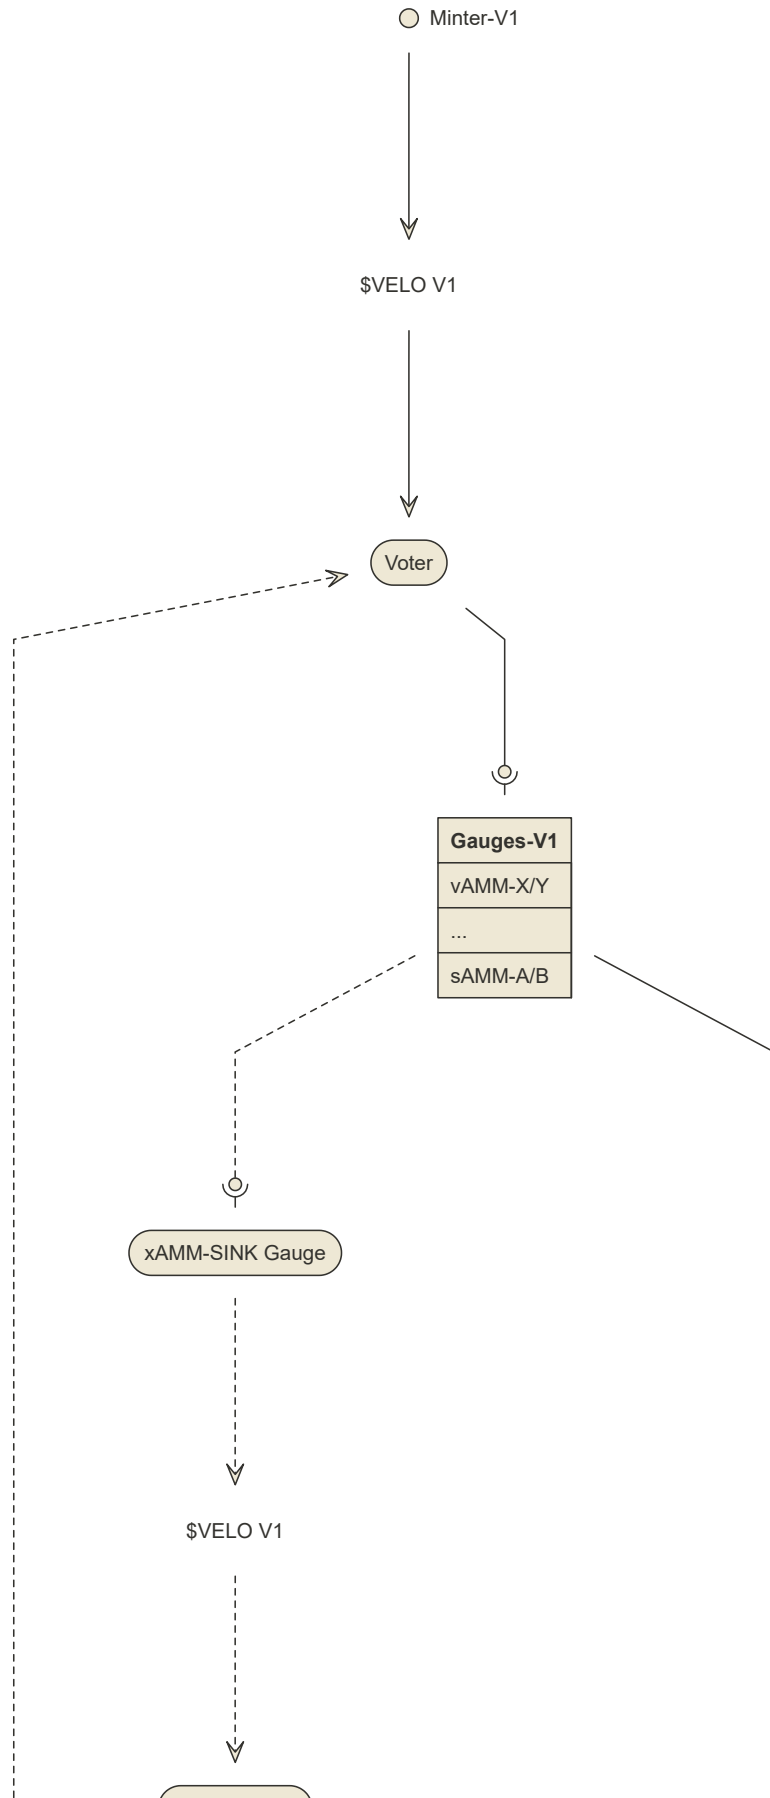 Minter-V1
$VELO V1
Voter
Gauges-V1
vAMM-X/Y
...
sAMM-A/B
xAMM-SINK Gauge
$VELO V1